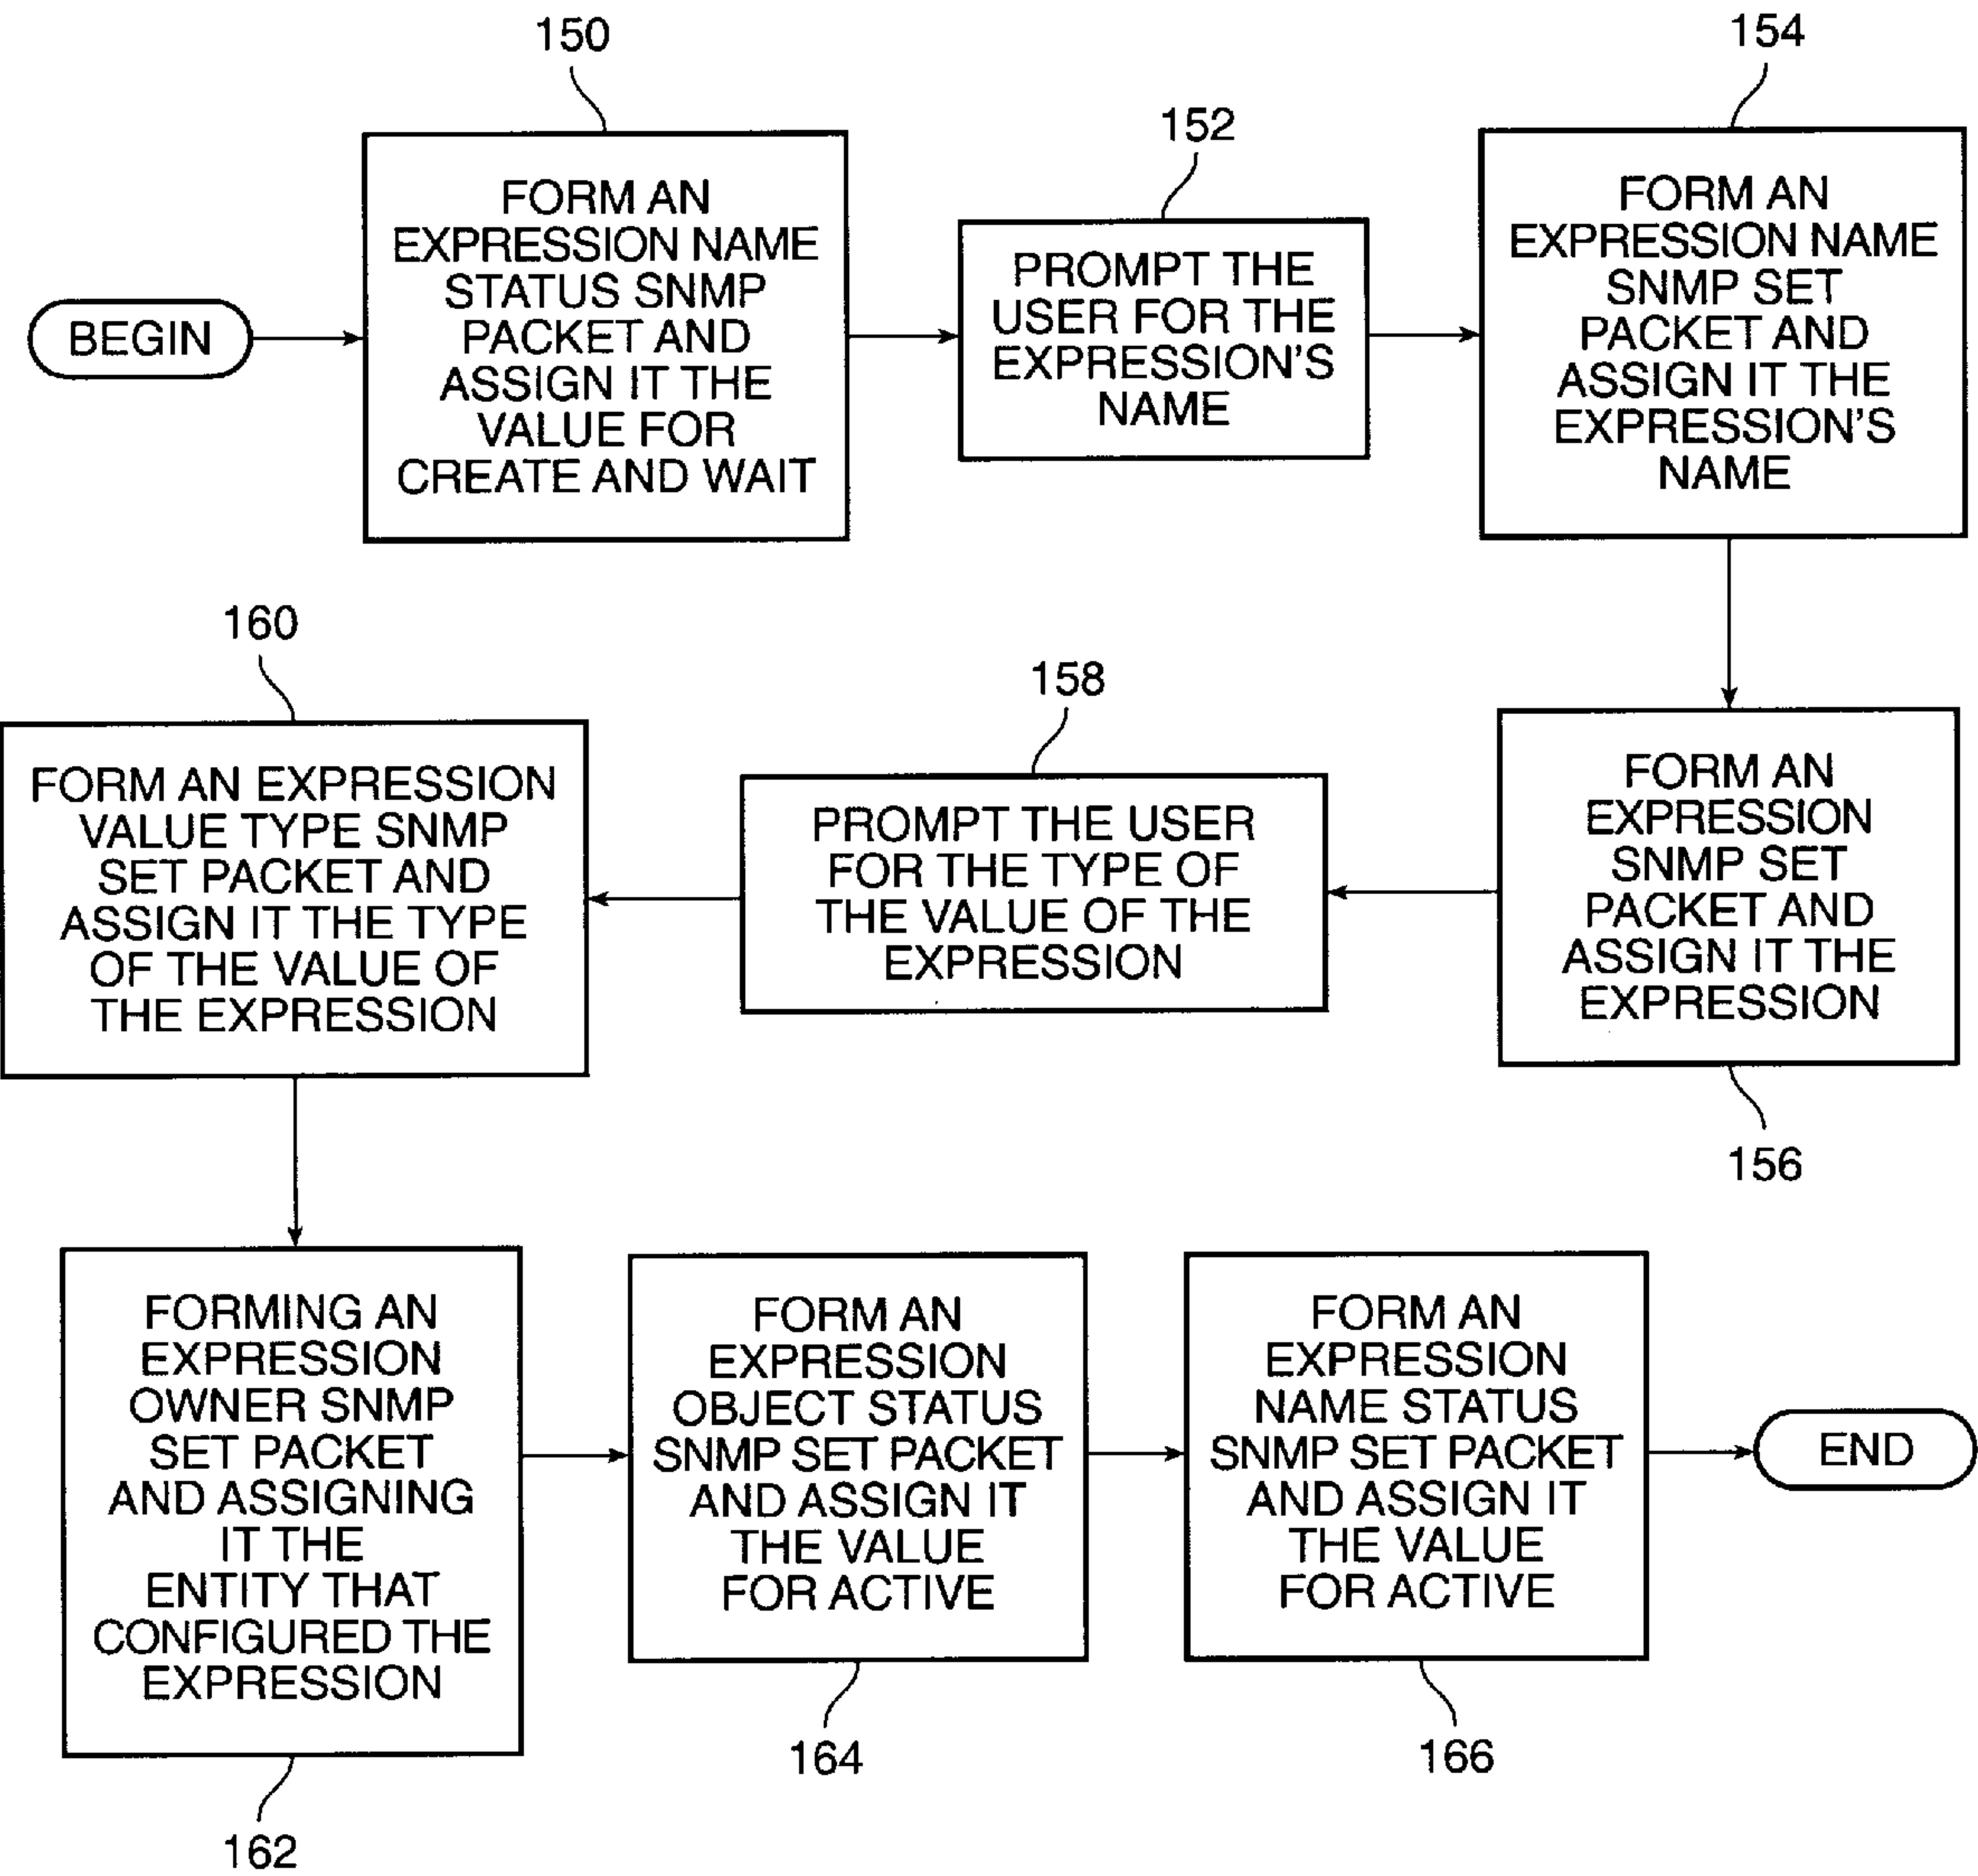 150
152
154
BEGIN
FORM AN
EXPRESSION NAME
STATUS SNMP
PACKET AND
ASSIGN IT THE
VALUE FOR
CREATE AND WAIT
PROMPT THE
USER FOR THE
EXPRESSION'S
NAME
FORM AN
EXPRESSION NAME
SNMP SET
PACKET AND
ASSIGN IT THE
EXPRESSION'S
NAME
160
158
FORM AN EXPRESSION
VALUE TYPE SNMP
SET PACKET AND
ASSIGN IT THE TYPE
OF THE VALUE OF
THE EXPRESSION
PROMPT THE USER
FOR THE TYPE OF
THE VALUE OF THE
EXPRESSION
FORM AN
EXPRESSION
SNMP SET
PACKET AND
ASSIGN IT THE
EXPRESSION
156
FORMING AN
EXPRESSION
OWNER SNMP
SET PACKET
AND ASSIGNING
IT THE
ENTITY THAT
CONFIGURED THE
EXPRESSION
FORM AN
EXPRESSION
OBJECT STATUS
SNMP SET PACKET
AND ASSIGN IT
THE VALUE
FOR ACTIVE
FORM AN
EXPRESSION
NAME STATUS
SNMP SET PACKET
AND ASSIGN IT
THE VALUE
FOR ACTIVE
END
162
164
166